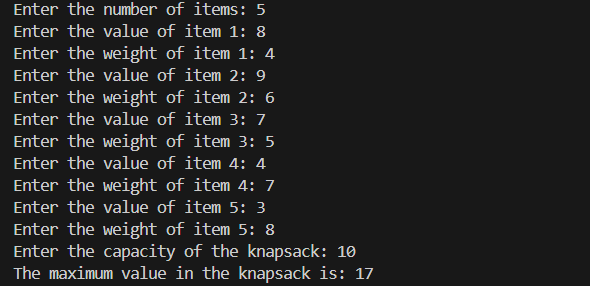 Enter the number of items: 5
Enter the value of item 1: 8
Enter the weight of item 1: 4
Enter the value of item 2: 9
Enter the weight of item 2: 6
Enter the value of item 3: 7
Enter the weight of item 3: 5
Enter the value of item 4: 4
Enter the weight of item 4: 7
Enter the value of item 5: 3
Enter the weight of item 5: 8
Enter the capacity of the knapsack: 10
The maximum value in the knapsack is: 17